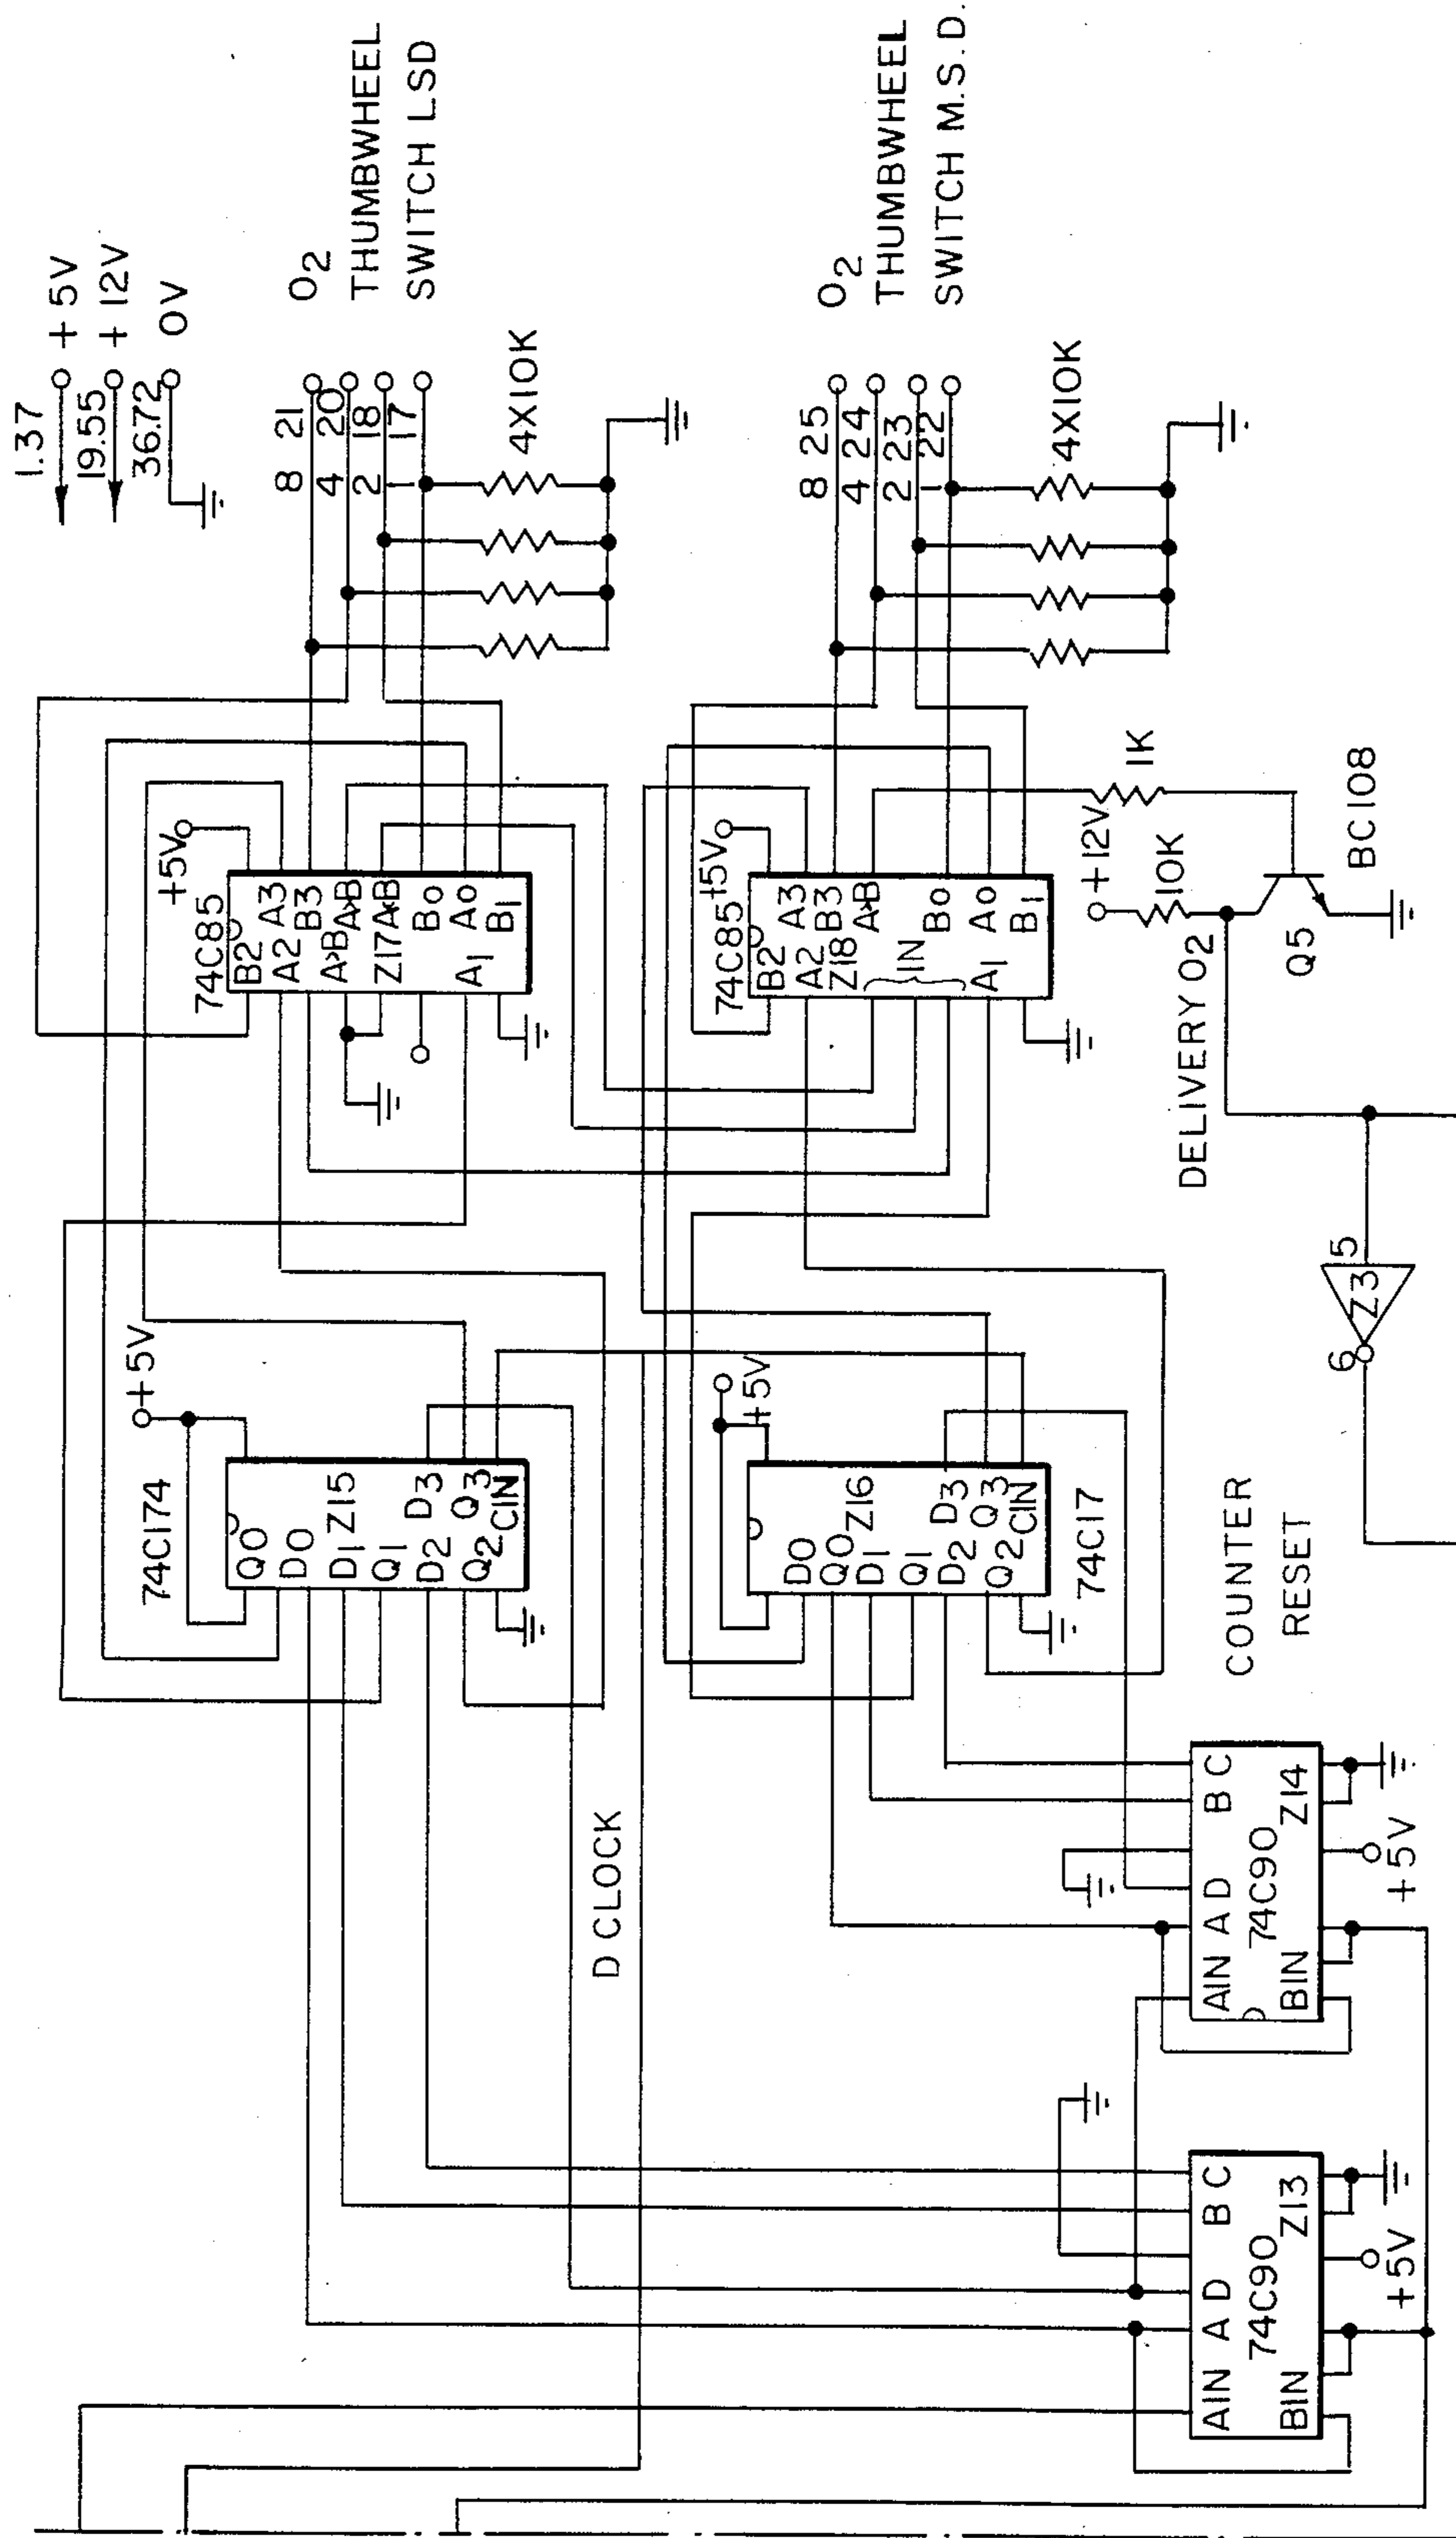 1.37
+5V
19.55
+12V
36.72
0V
O2
THUMBWHEEL
SWITCH LSD
8 21
4 20
2 18
1 17
4X10K
+5V
74C85
B2
A2 A3
B3
A>B A>B
Z17 A<B
B0
A0
A1
B1
O2
THUMBWHEEL
SWITCH M.S.D.
8 25
4 24
2 23
1 22
4X10K
+5V
74C85
B2
A2 A3
Z18 B3
IN
B0
A0
A1
B1
1K
+12V
10K
BC108
Q5
DELIVERY O2
5
Z3
6
+5V
74C174
Q0
D0
D1 Z15
Q1
D2 D3
Q2 Q3
CIN
+5V
D0
Q0 Z16
D1
Q1 D3
D2 Q3
Q2 CIN
74C17
COUNTER
RESET
D CLOCK
AIN A D B C
74C90
BIN Z14
+5V
AIN A D B C
74C90
BIN Z13
+5V